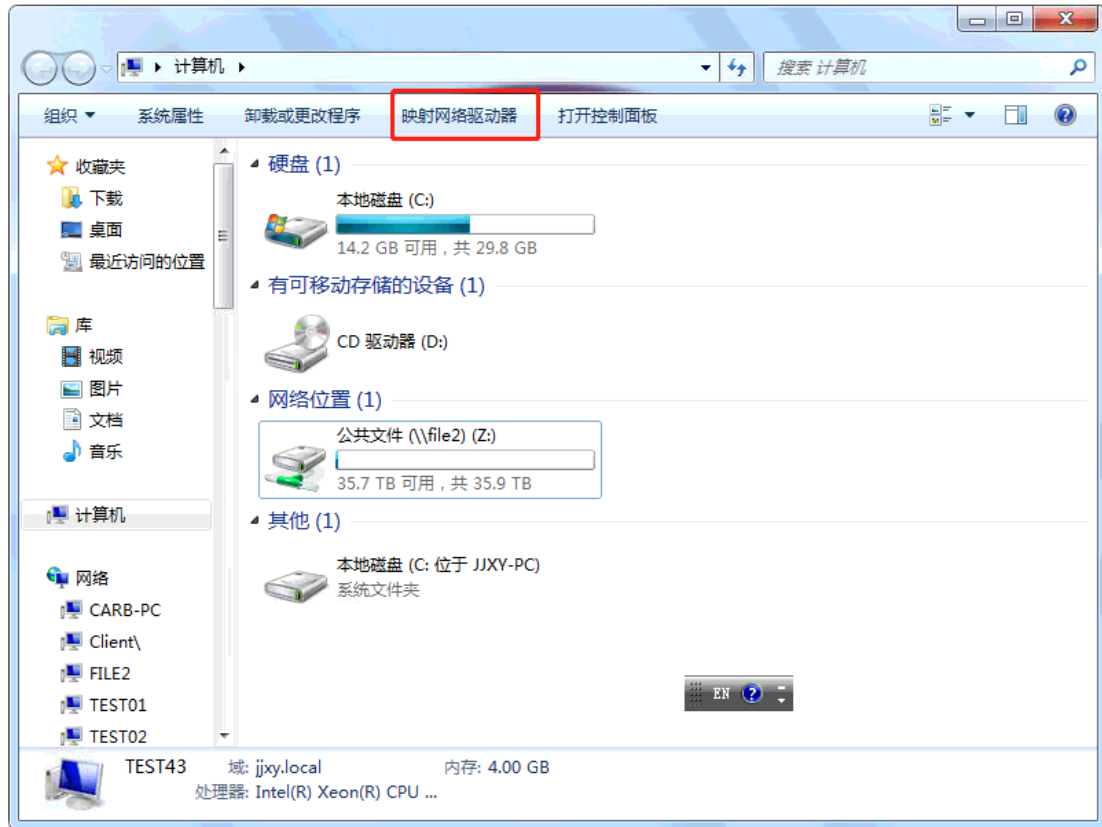 计算机
搜索 计算机
组织 系统属性 卸载或更改程序 映射网络驱动器 打开控制面板
收藏夹
下载
桌面
最近访问的位置
库
视频
图片
文档
音乐
计算机
网络
CARB-PC
Client\
FILE2
TEST01
TEST02
硬盘 (1)
本地磁盘 (C:)
14.2 GB 可用，共 29.8 GB
有可移动存储的设备 (1)
CD 驱动器 (D:)
网络位置 (1)
公共文件 (\\file2) (Z:)
35.7 TB 可用，共 35.9 TB
其他 (1)
本地磁盘 (C: 位于 JJXY-PC)
系统文件夹
EN
TEST43 域: jjxy.local 内存: 4.00 GB
处理器: Intel(R) Xeon(R) CPU ...